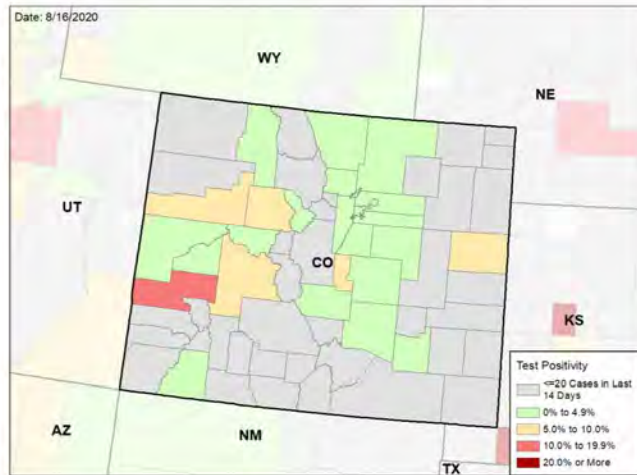 Date: 8/16/2020
WY
NE
UT
CO
KS
AZ
NM
TX
Test Positivity
<=20 Cases in Last
14 Days
0% to 4.9%
5.0% to 10.0%
10.0% to 19.9%
20.0% or More